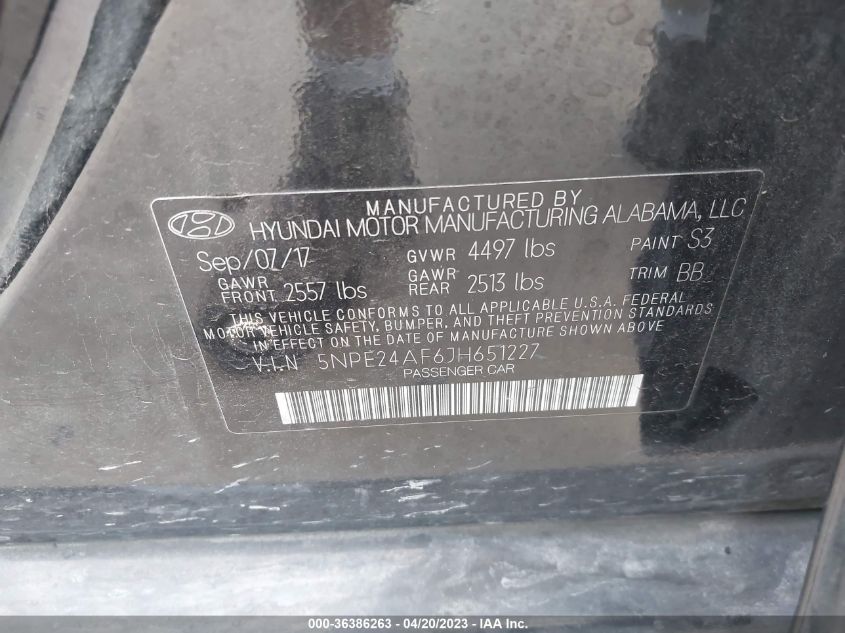 MANUFACTURED BY
HYUNDAI MOTOR MANUFACTURING ALABAMA, LLC
Sep/07/17 GVWR 4497 lbs PAINT S3
GAWR FRONT 2557 lbs GAWR REAR 2513 lbs TRIM BB
THIS VEHICLE CONFORMS TO ALL APPLICABLE U.S.A. FEDERAL
MOTOR VEHICLE SAFETY, BUMPER, AND THEFT PREVENTION STANDARDS
IN EFFECT ON THE DATE OF MANUFACTURE SHOWN ABOVE.
V.I.N 5NPE24AF6JH651227
PASSENGER CAR
000-36386263 - 04/20/2023 - IAA Inc.